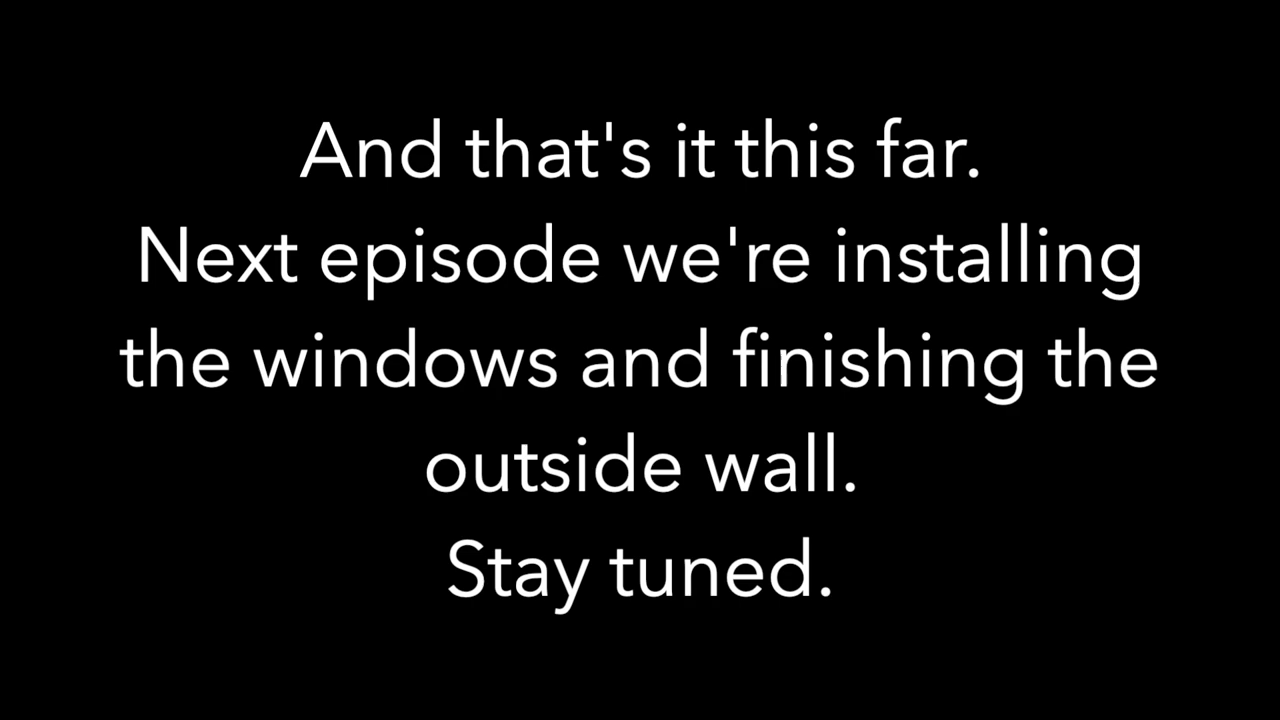 And that's it this far.
Next episode we're installing
the windows and finishing the
outside wall.
Stay tuned.